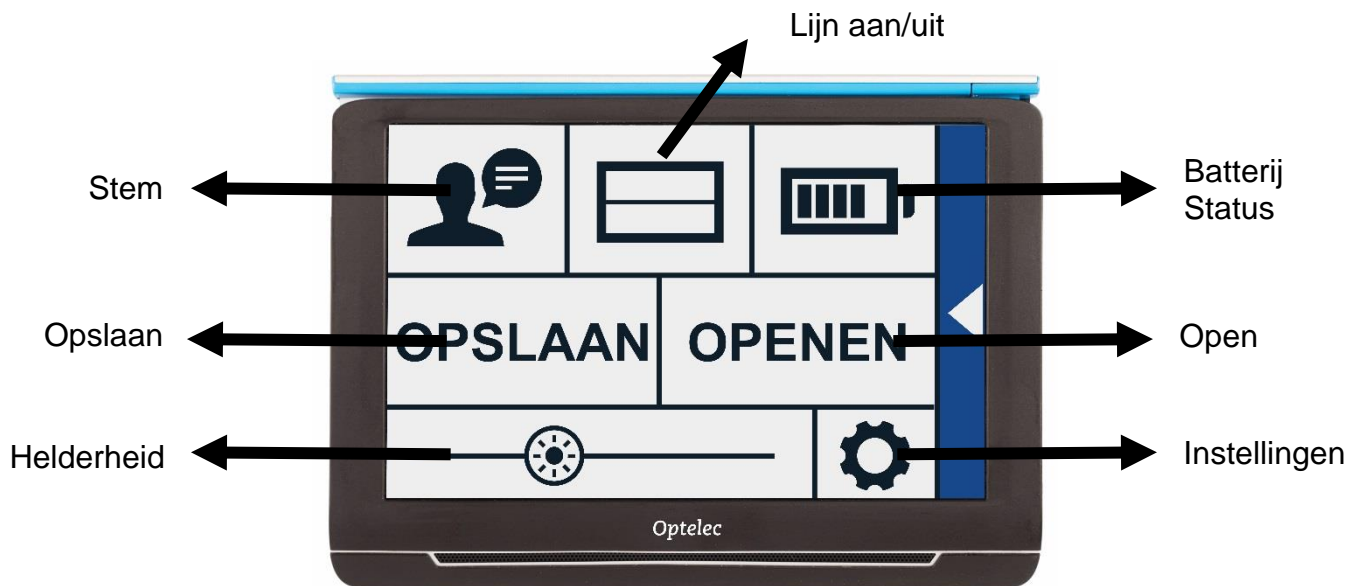 Lijn aan/uit
Stem
Batterij
Status
OPSLAAN OPENEN
Opslaan
Open
Helderheid
Instellingen
Optelec